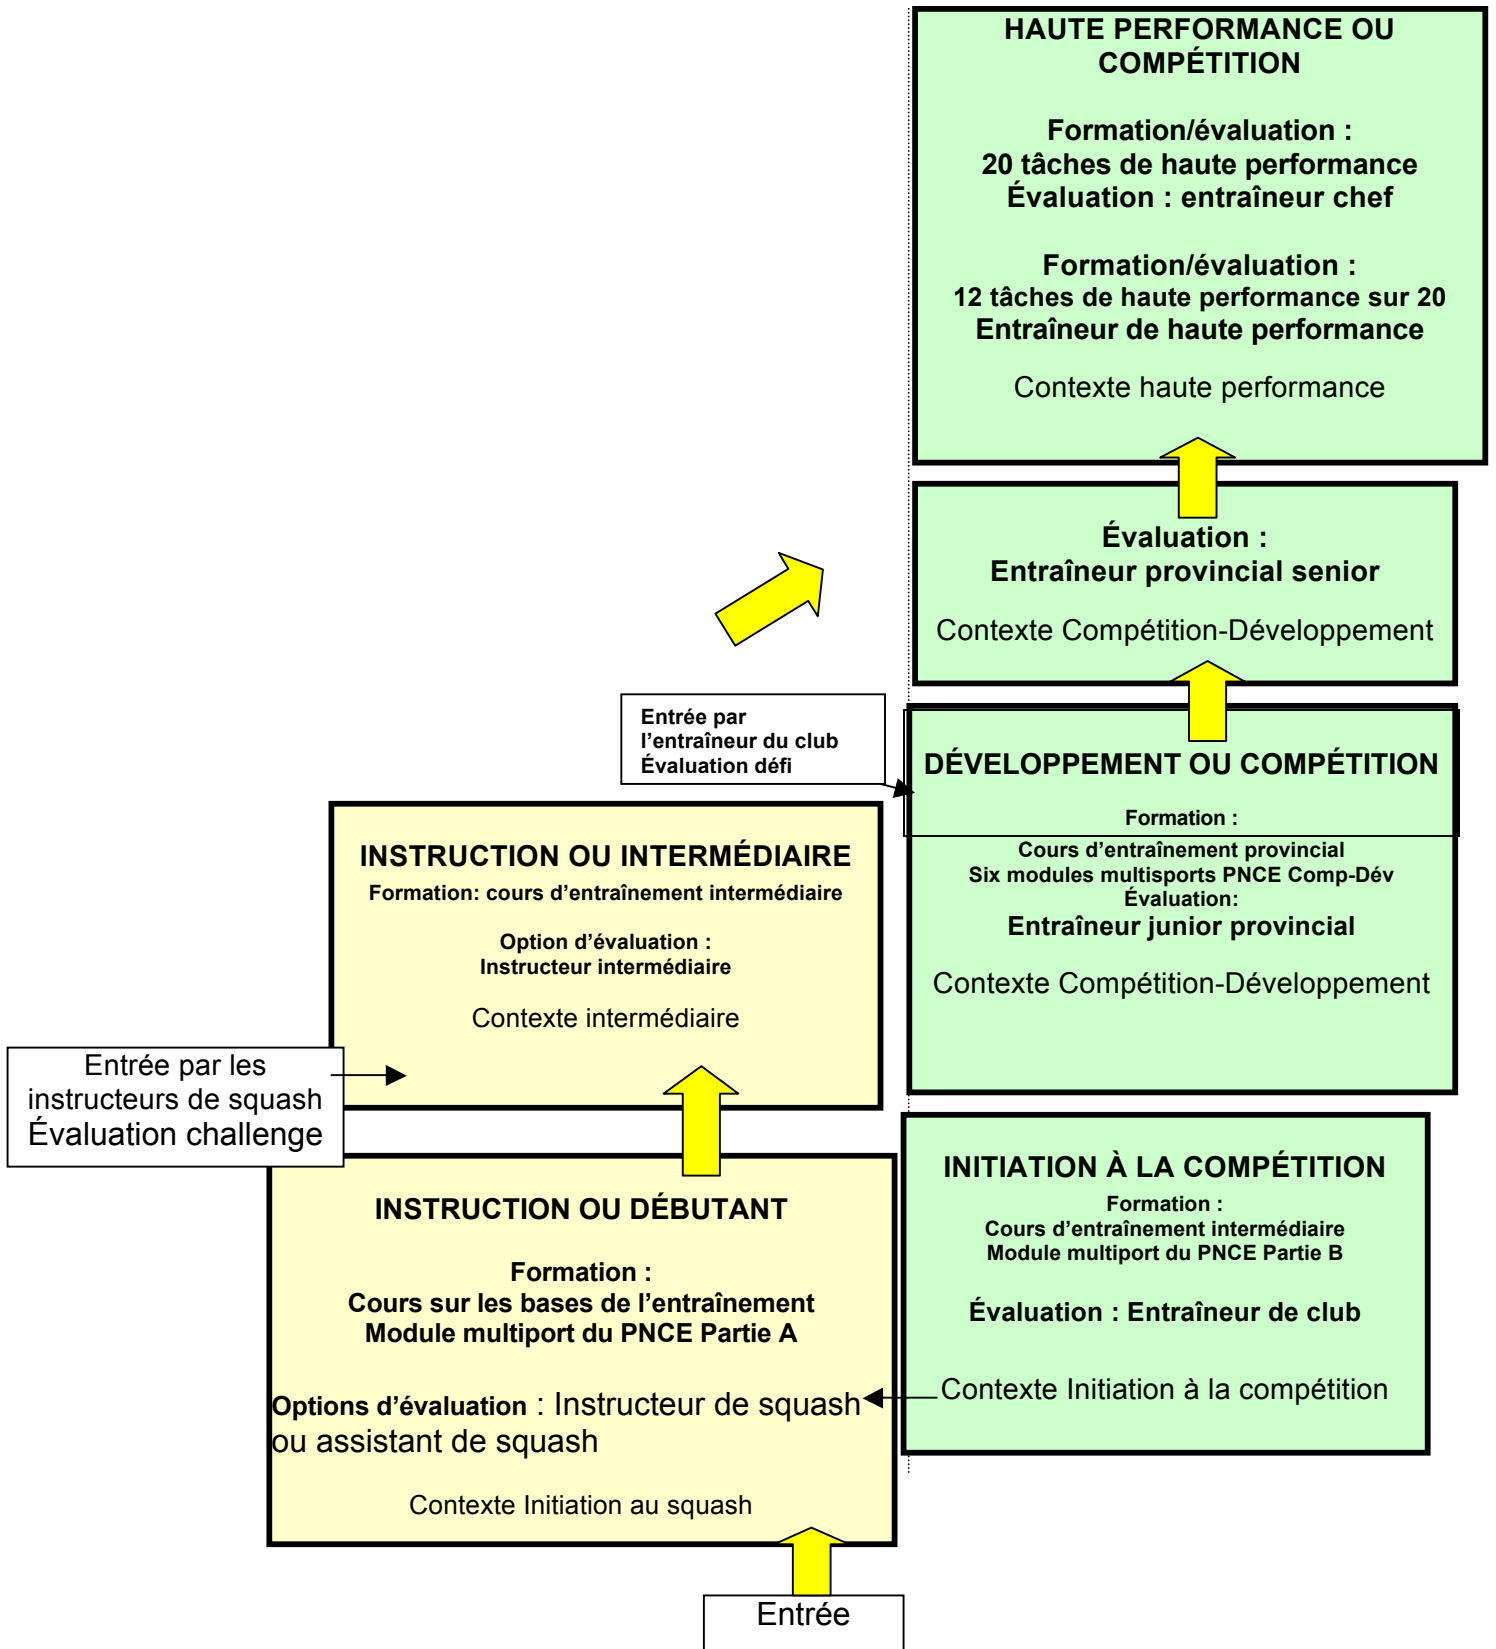 HAUTE PERFORMANCE OU
COMPÉTITION
Formation/évaluation :
20 tâches de haute performance
Évaluation : entraîneur chef
Formation/évaluation :
12 tâches de haute performance sur 20
Entraîneur de haute performance
Contexte haute performance
Évaluation :
Entraîneur provincial senior
Contexte Compétition-Développement
Entrée par
l’entraîneur du club
Évaluation défi
DÉVELOPPEMENT OU COMPÉTITION
Formation :
Cours d’entraînement provincial
Six modules multisports PNCE Comp-Dév
Évaluation:
Entraîneur junior provincial
Contexte Compétition-Développement
INSTRUCTION OU INTERMÉDIAIRE
Formation: cours d’entraînement intermédiaire
Option d’évaluation :
Instructeur intermédiaire
Contexte intermédiaire
Entrée par les
instructeurs de squash
Évaluation challenge
INSTRUCTION OU DÉBUTANT
Formation :
Cours sur les bases de l’entraînement
Module multiport du PNCE Partie A
Options d’évaluation : Instructeur de squash
ou assistant de squash
Contexte Initiation au squash
INITIATION À LA COMPÉTITION
Formation :
Cours d’entraînement intermédiaire
Module multiport du PNCE Partie B
Évaluation : Entraîneur de club
Contexte Initiation à la compétition
Entrée